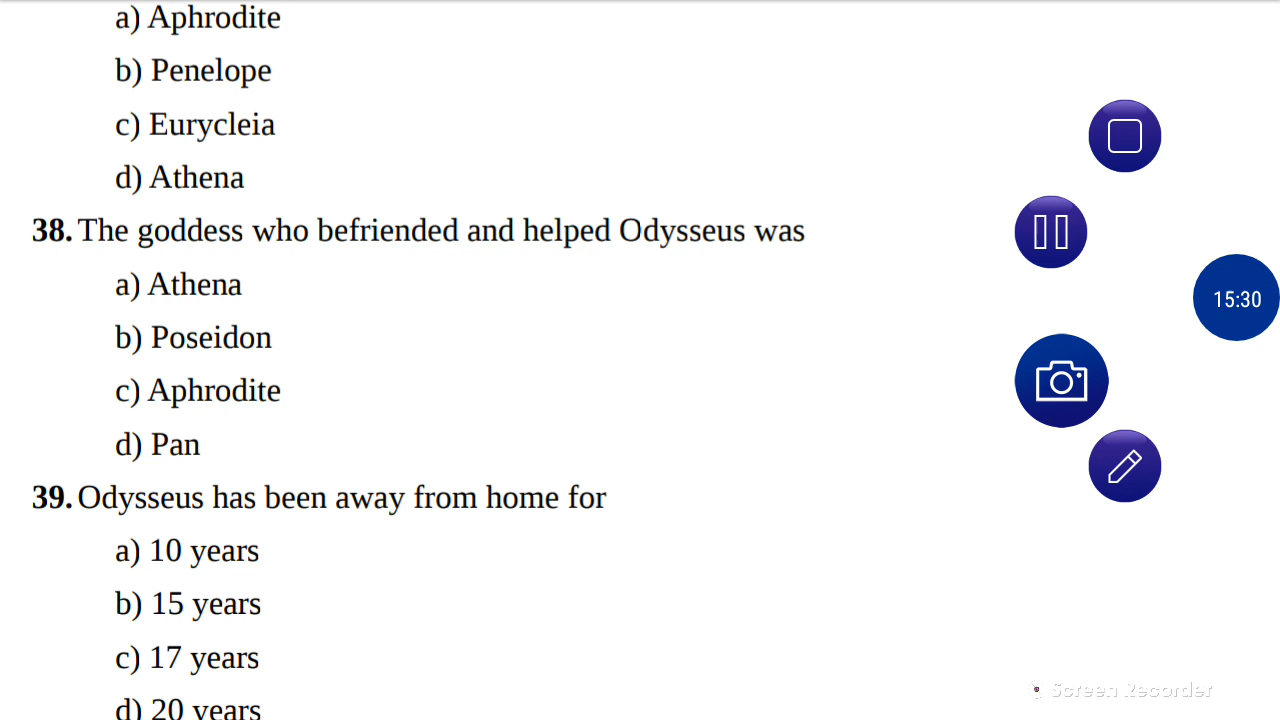 a) Aphrodite
b) Penelope
c) Eurycleia
d) Athena
38. The goddess who befriended and helped Odysseus was
a) Athena
15:30
b) Poseidon
c) Aphrodite
d) Pan
39. Odysseus has been away from home for
a) 10 years
b) 15 years
c) 17 years
Screen Recorder
d) 20 years